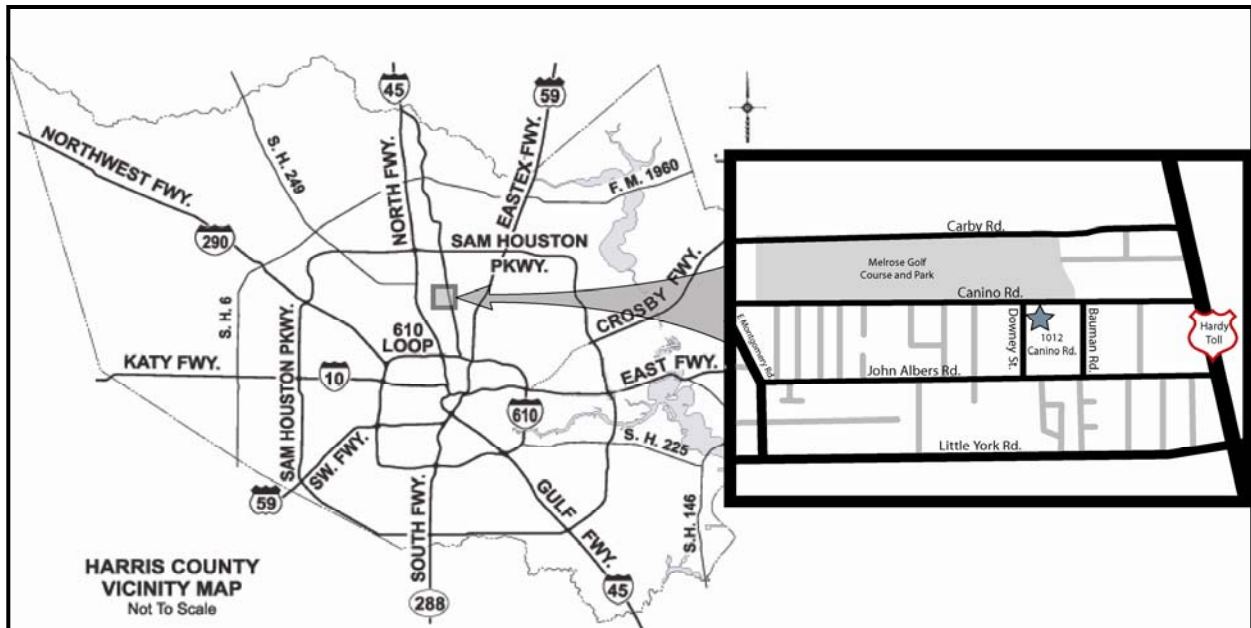 45
59
NORTHWEST FWY.
S. H. 249
NORTH FWY.
EASTEX FWY.
F. M. 1960
290
SAM HOUSTON
PKWY.
CROSBY FWY.
S. H. 6
610
LOOP
KATY FWY.
10
EAST FWY.
SAM HOUSTON PKWY.
610
SW. FWY.
S. H. 225
59
SOUTH FWY.
GULF FWY.
S.H. 146
288
45
HARRIS COUNTY
VICINITY MAP
Not To Scale
Carby Rd.
Melrose Golf
Course and Park
Canino Rd.
E Montgomery Rd.
Downey St.
1012
Canino Rd.
Bauman Rd.
Hardy
Toll
John Albers Rd.
Little York Rd.